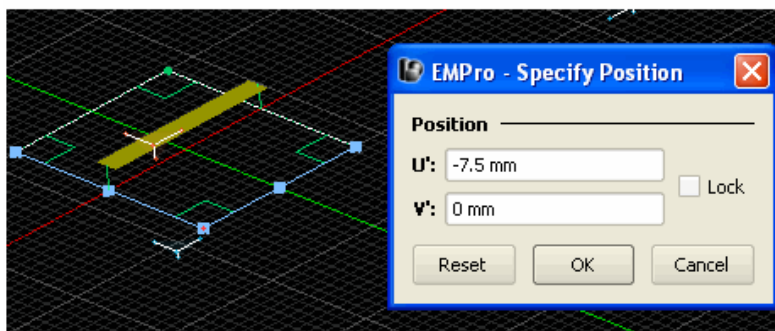 EMPro - Specify Position
Position
U': -7.5 mm
V': 0 mm
Lock
Reset OK Cancel